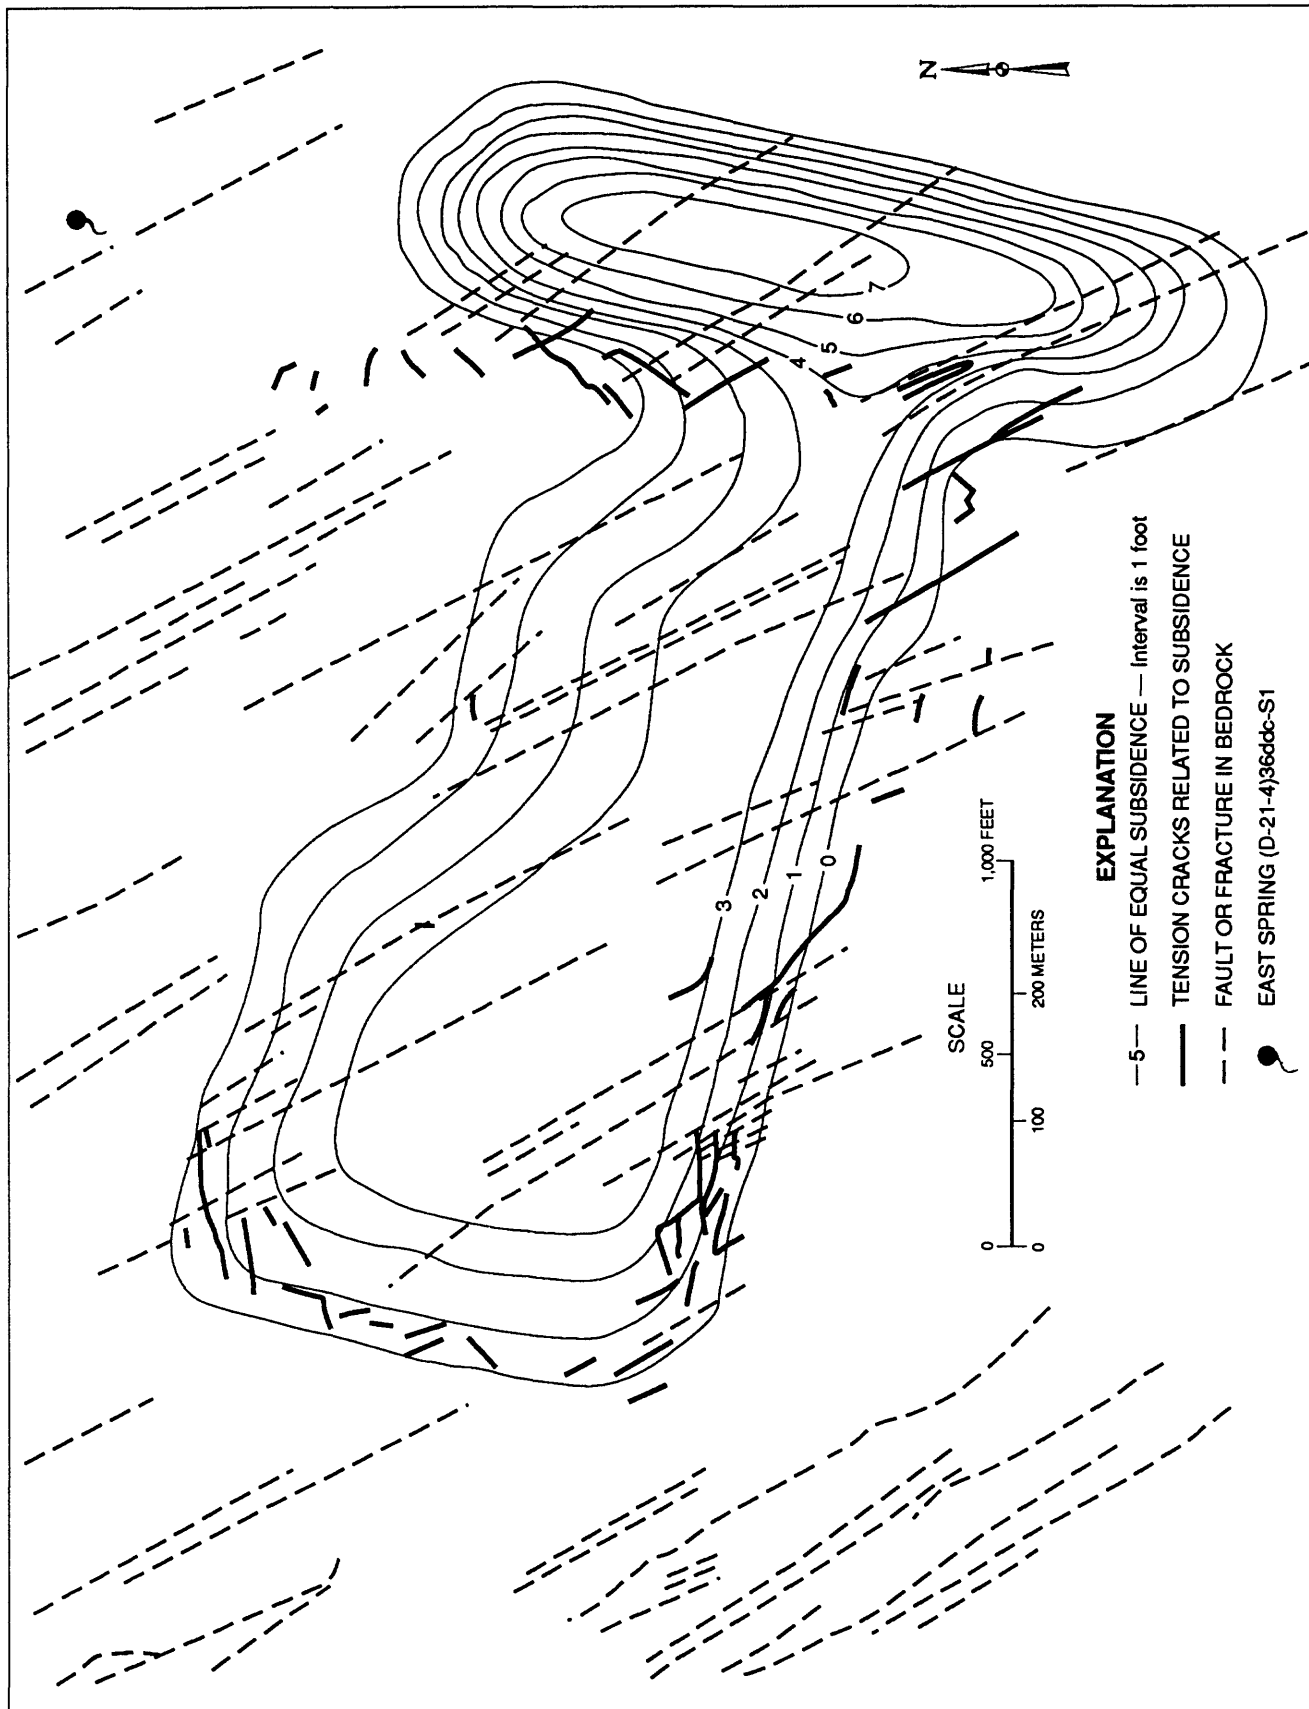 N
7
6
5
4
3
2
1
0
SCALE
0 500 1,000 FEET
0 100 200 METERS
EXPLANATION
—5— LINE OF EQUAL SUBSIDENCE — Interval is 1 foot
TENSION CRACKS RELATED TO SUBSIDENCE
FAULT OR FRACTURE IN BEDROCK
EAST SPRING (D-21-4)36ddc-S1